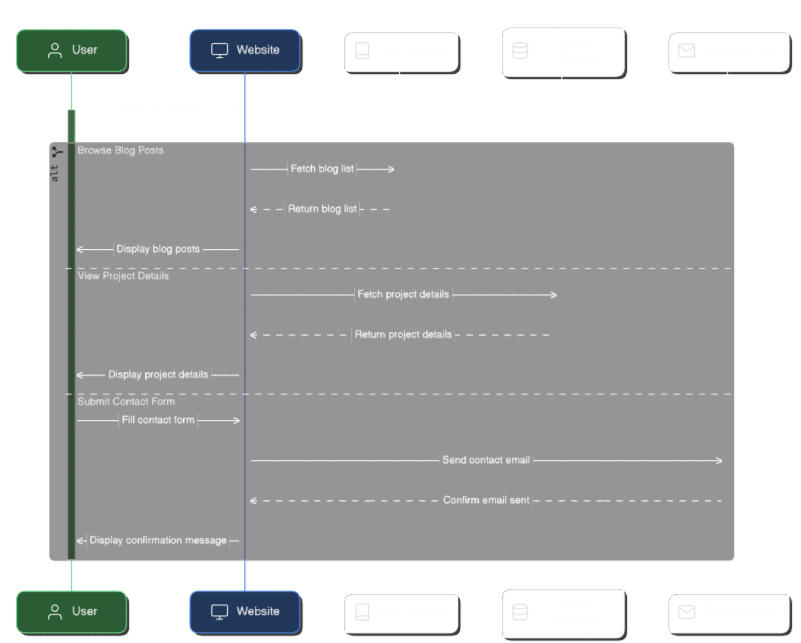 User
Website
alt
Browse Blog Posts
Fetch blog list
Return blog list
Display blog posts
View Project Details
Fetch project details
Return project details
Display project details
Submit Contact Form
Fill contact form
Send contact email
Confirm email sent
Display confirmation message
User
Website